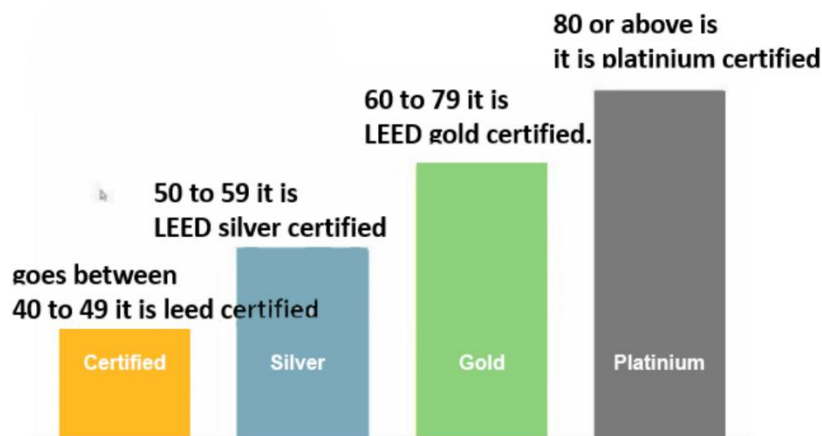 80 or above is
it is platinium certified
60 to 79 it is
LEED gold certified.
50 to 59 it is
LEED silver certified
goes between
40 to 49 it is leed certified
Certified
Silver
Gold
Platinium